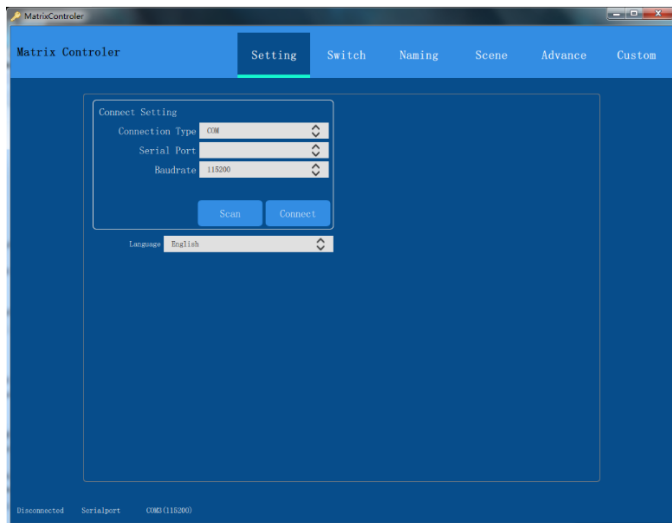 MatrixControler
Matrix Controler
Setting Switch Naming Scene Advance Custom
Connect Setting
Connection Type COM
Serial Port
Baudrate 115200
Scan Connect
Language English
Disconnected Serialport COM3(115200)